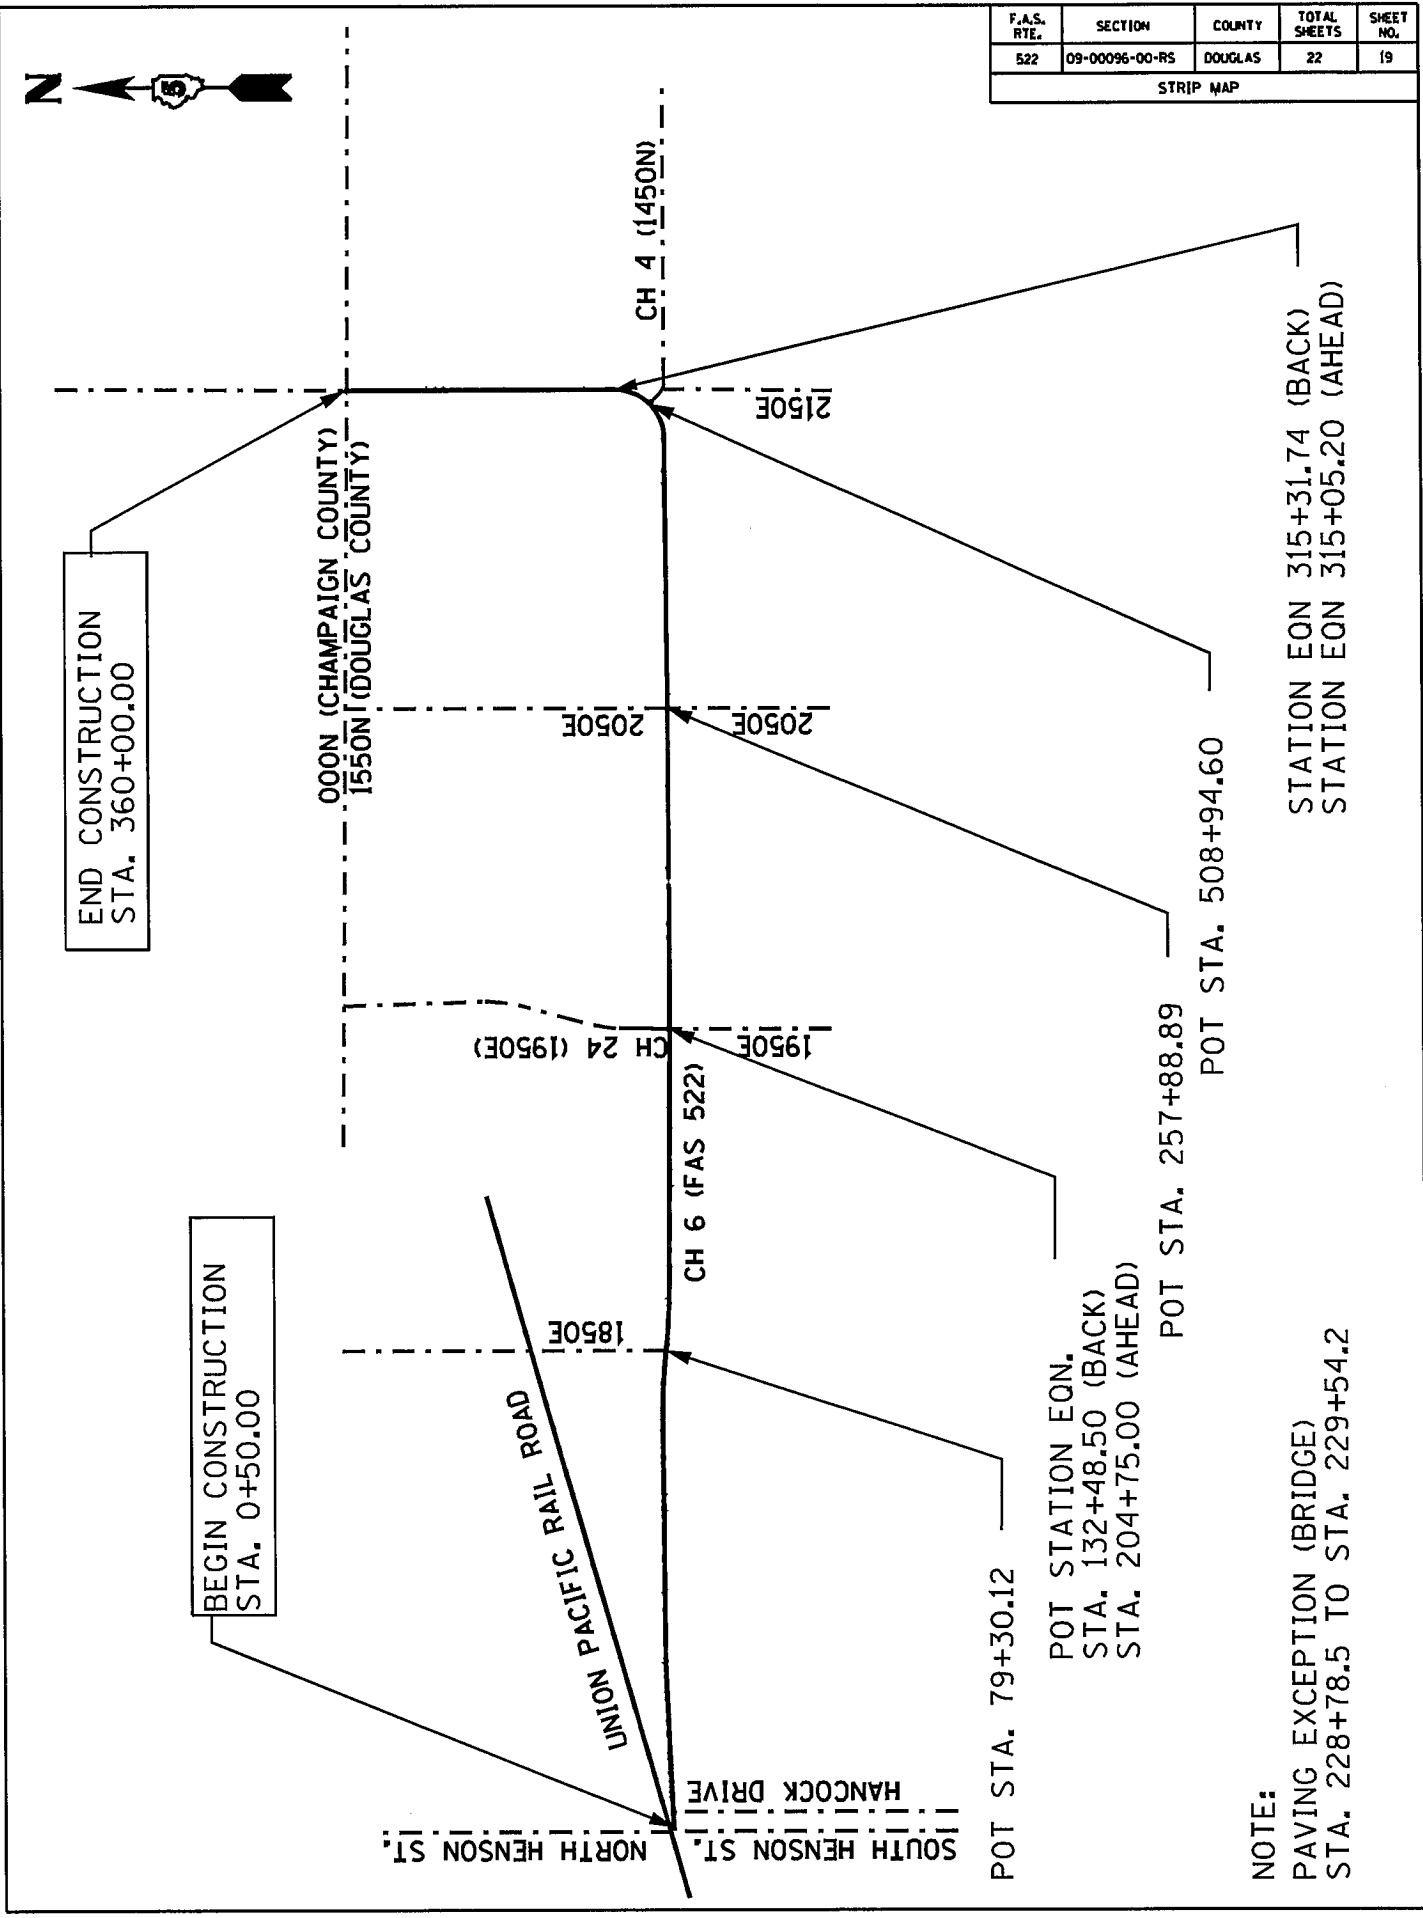 F.A.S. RTE.
SECTION
COUNTY
TOTAL SHEETS
SHEET NO.
522
09-00096-00-RS
DOUGLAS
22
19
STRIP MAP
N
END CONSTRUCTION
STA. 360+00.00
BEGIN CONSTRUCTION
STA. 0+50.00
000N (CHAMPAIGN COUNTY)
1550N (DOUGLAS COUNTY)
CH 4 (1450N)
2150E
2050E
2050E
CH 24 (1950E)
1950E
CH 6 (FAS 522)
1850E
UNION PACIFIC RAIL ROAD
NORTH HENSON ST.
SOUTH HENSON ST.
HANCOCK DRIVE
POT STA. 79+30.12
POT STATION EQN.
STA. 132+48.50 (BACK)
STA. 204+75.00 (AHEAD)
POT STA. 257+88.89
POT STA. 508+94.60
STATION EQN 315+31.74 (BACK)
STATION EQN 315+05.20 (AHEAD)
NOTE:
PAVING EXCEPTION (BRIDGE)
STA. 228+78.5 TO STA. 229+54.2